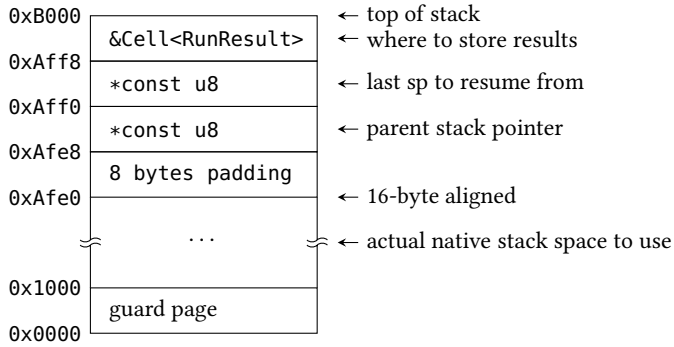 0xB000 ← top of stack
&Cell<RunResult> ← where to store results
0xAff8
*const u8 ← last sp to resume from
0xAff0
*const u8 ← parent stack pointer
0xAfe8
8 bytes padding
0xAfe0 ← 16-byte aligned
... ← actual native stack space to use
0x1000
guard page
0x0000